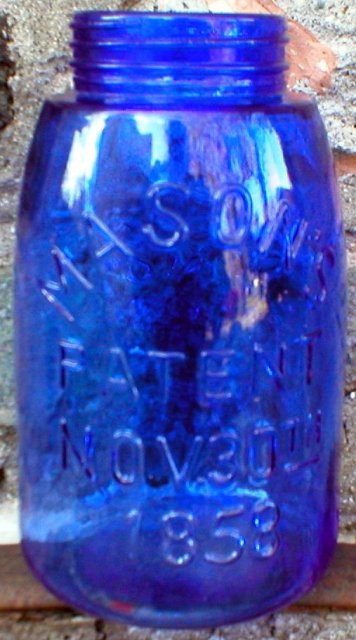 MASON'S
PATENT
NOV. 30TH
1858